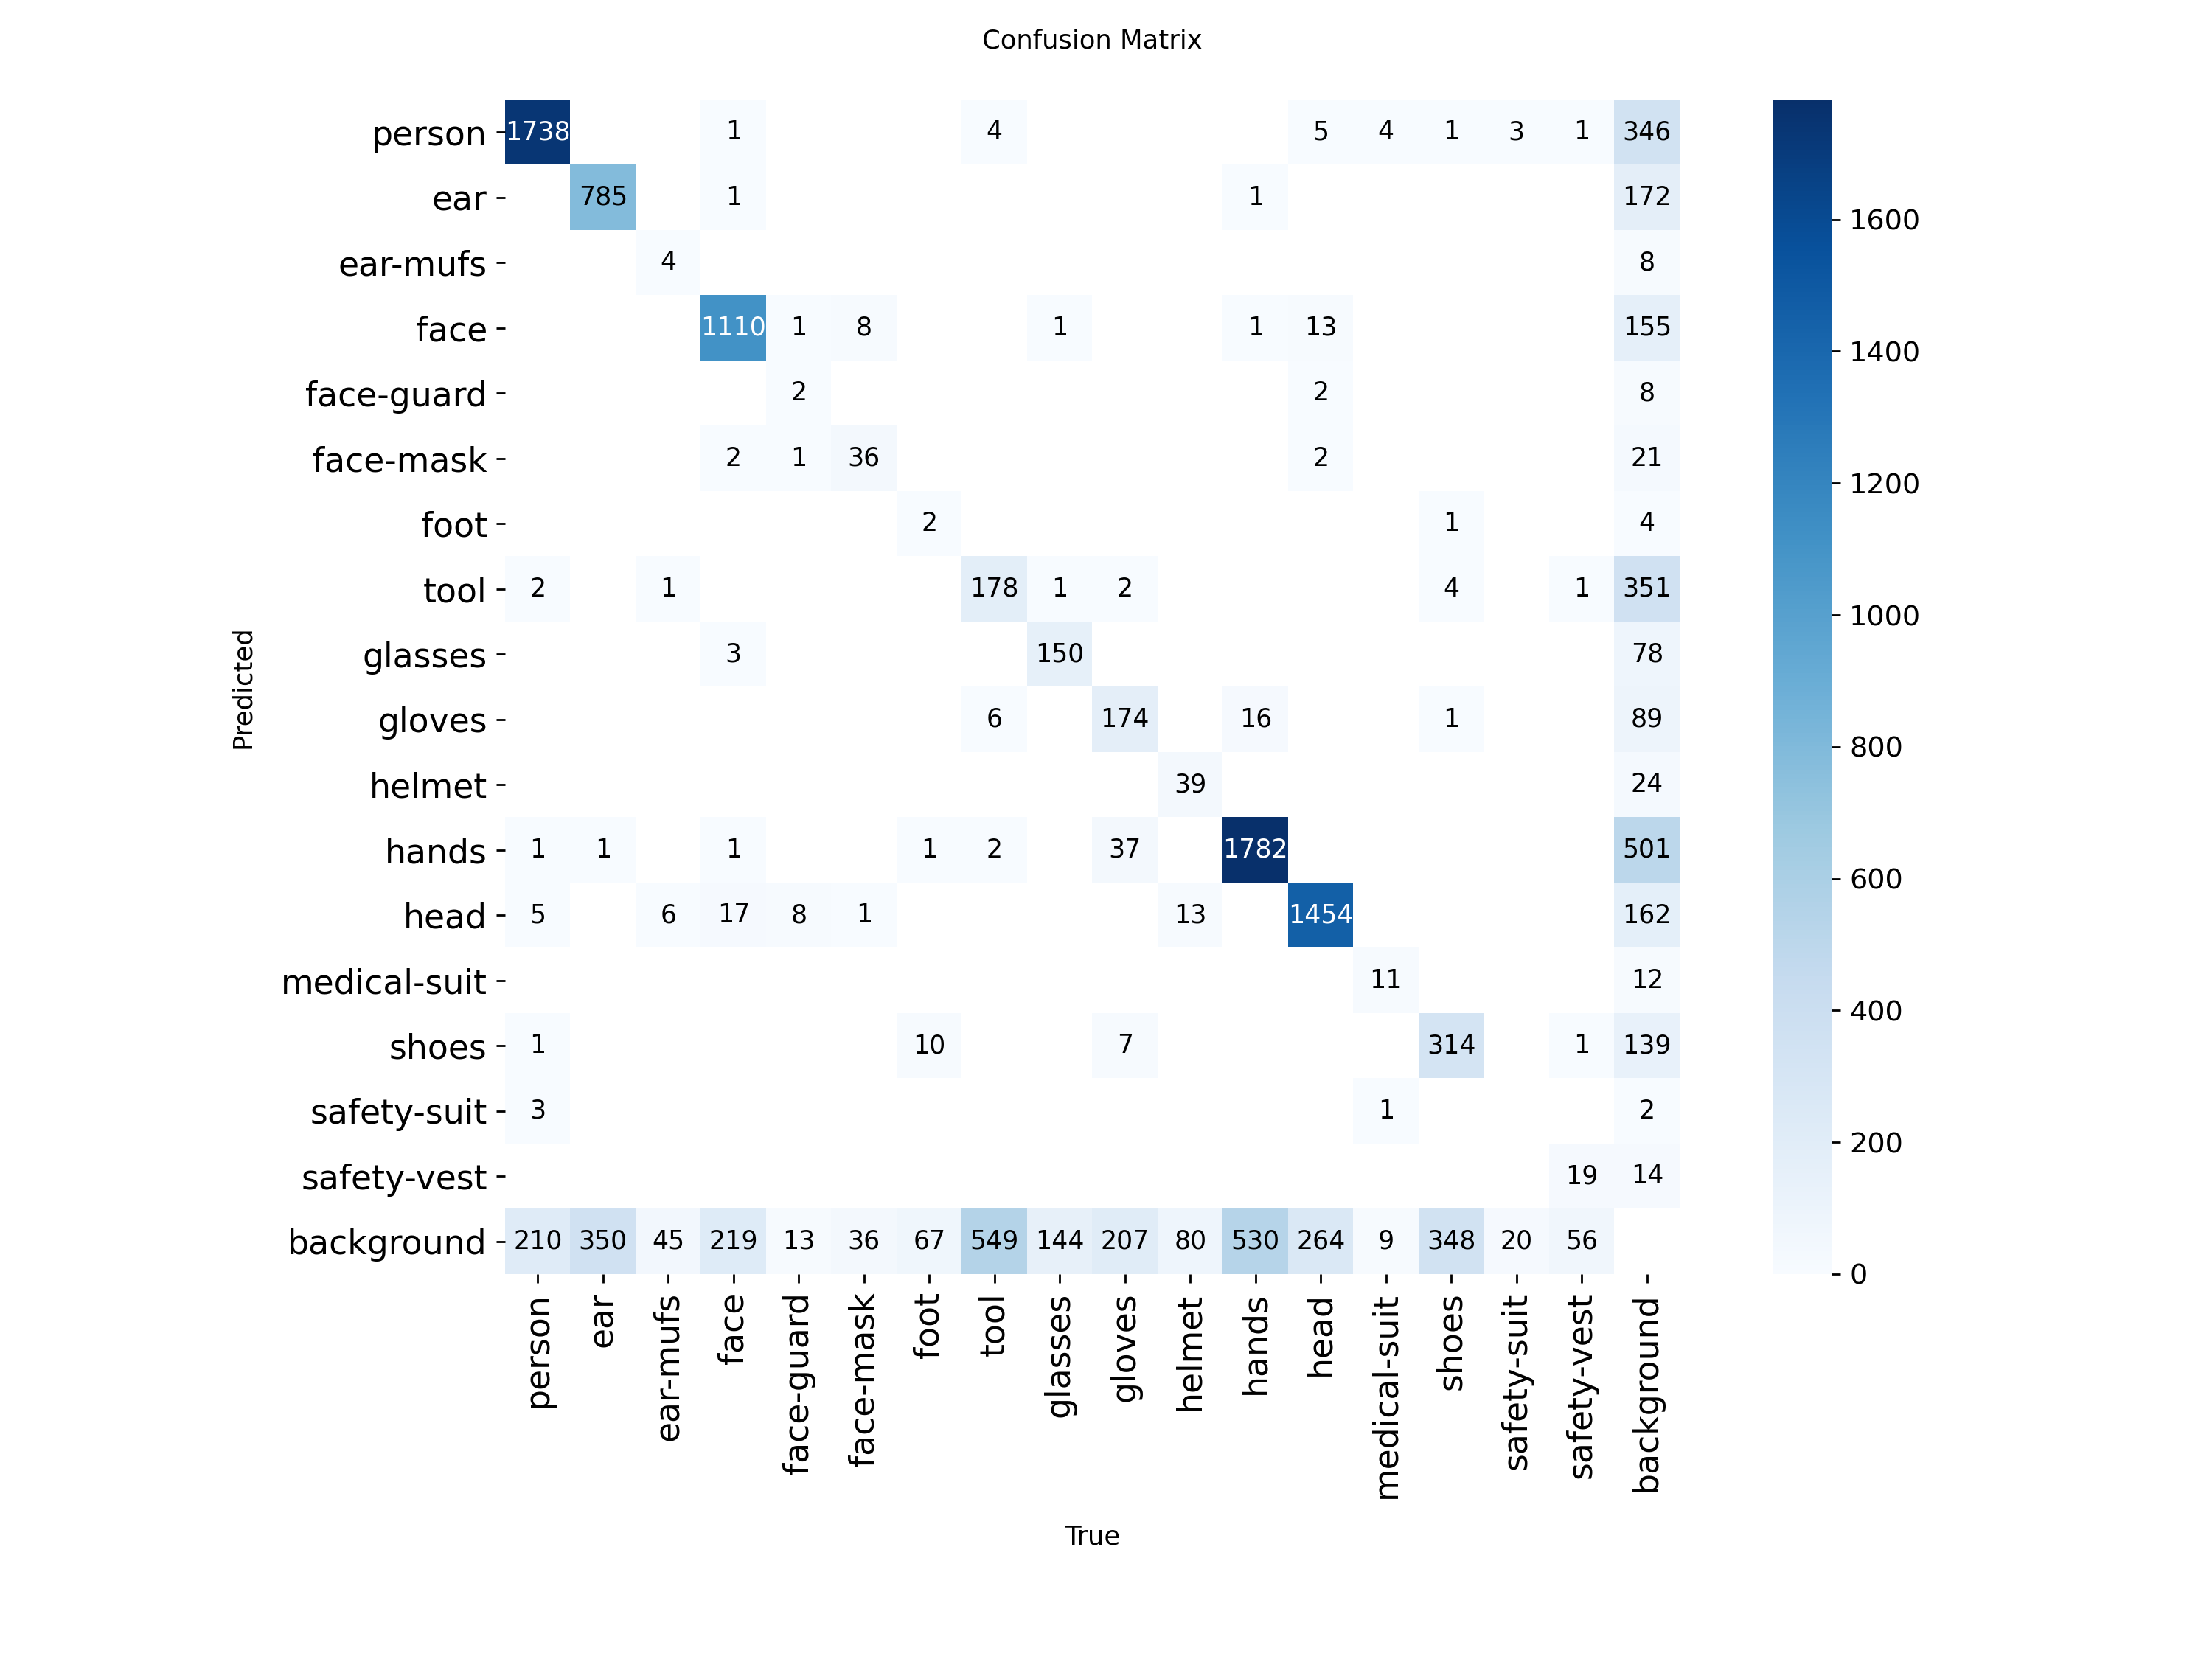 Confusion Matrix
person 1738 1 4 5 4 1 3 1 346
ear 785 1 1 172
ear-mufs 4 8
face 1110 1 8 1 1 13 155
face-guard 2 2 8
face-mask 2 1 36 2 21
foot 2 1 4
tool 2 1 178 1 2 4 1 351
glasses 3 150 78
gloves 6 174 16 1 89
helmet 39 24
hands 1 1 1 1 2 37 1782 501
head 5 6 17 8 1 13 1454 162
medical-suit 11 12
shoes 1 10 7 314 1 139
safety-suit 3 1 2
safety-vest 19 14
background 210 350 45 219 13 36 67 549 144 207 80 530 264 9 348 20 56
person ear ear-mufs face face-guard face-mask foot tool glasses gloves helmet hands head medical-suit shoes safety-suit safety-vest background
True
Predicted
1600
1400
1200
1000
800
600
400
200
0